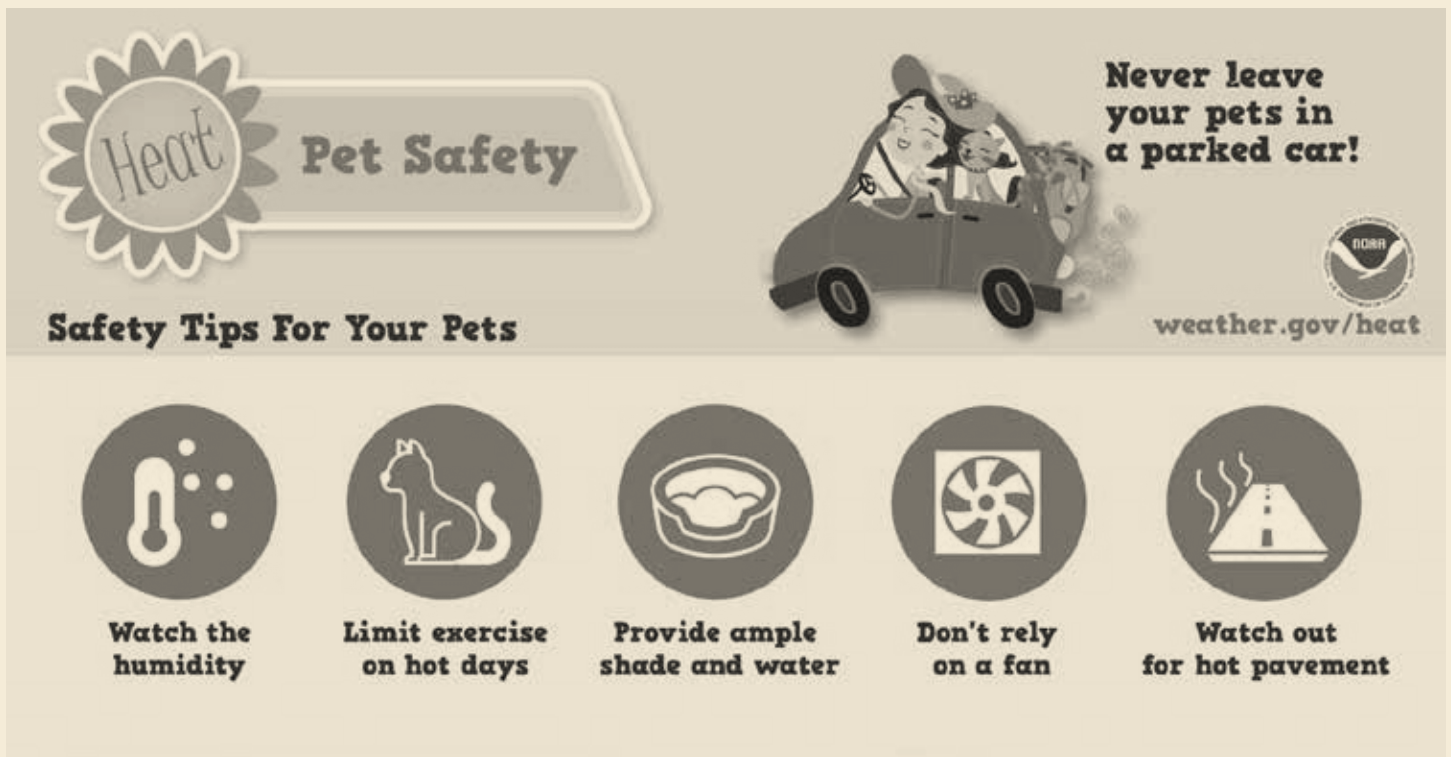 Heat
Pet Safety
Never leave
your pets in
a parked car!
NOAA
weather.gov/heat
Safety Tips For Your Pets
Watch the
humidity
Limit exercise
on hot days
Provide ample
shade and water
Don't rely
on a fan
Watch out
for hot pavement